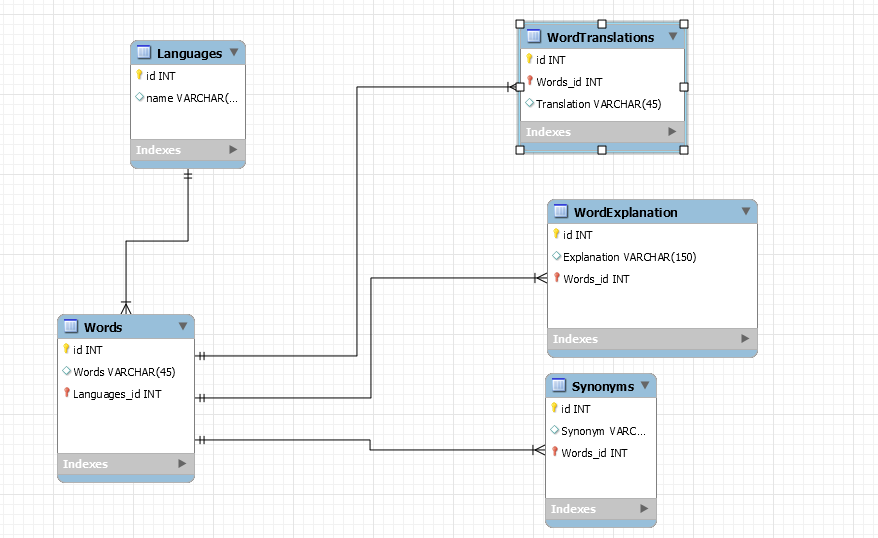 Languages
id INT
name VARCHAR(...
Indexes
WordTranslations
id INT
Words_id INT
Translation VARCHAR(45)
Indexes
WordExplanation
id INT
Explanation VARCHAR(150)
Words_id INT
Indexes
Words
id INT
Words VARCHAR(45)
Languages_id INT
Indexes
Synonyms
id INT
Synonym VARC...
Words_id INT
Indexes